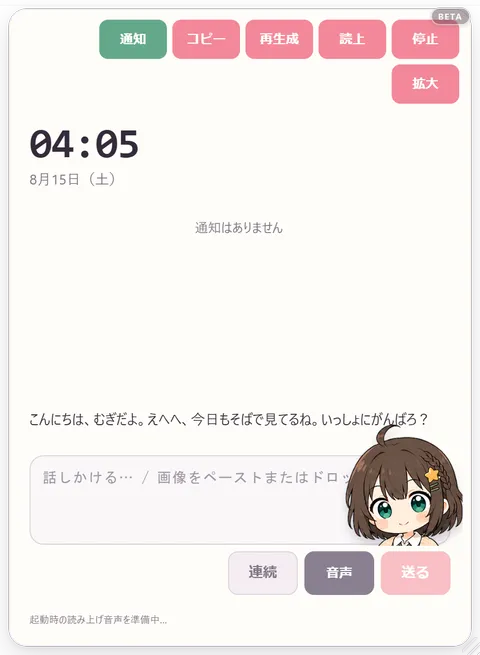 BETA
通知 コピー 再生成 読上 停止
拡大
04:05
8月15日（土）
通知はありません
こんにちは、むぎだよ。えへへ、今日もそばで見てるね。いっしょにがんばろ？
話しかける… / 画像をペーストまたはドロッ
連続 音声 送る
起動時の読み上げ音声を準備中…